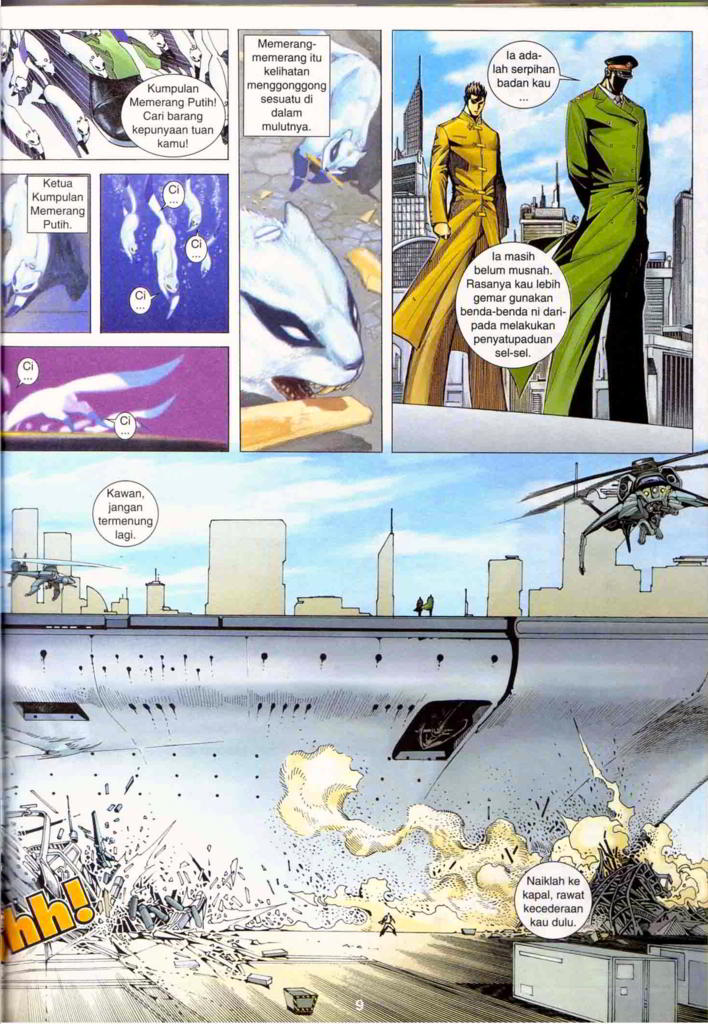 Kumpulan
Memerang Putih!
Cari barang
kepunyaan tuan
kamu!
Memerang-
memerang itu
kelihatan
menggonggong
sesuatu di
dalam
mulutnya.
Ia ada-
lah serpihan
badan kau
...
Ketua
Kumpulan
Memerang
Putih.
Ci
...
Ci
...
Ci
...
Ia masih
belum musnah.
Rasanya kau lebih
gemar gunakan
benda-benda ni dari-
pada melakukan
penyatupaduan
sel-sel.
Ci
...
Ci
...
Kawan,
jangan
termenung
lagi.
Naiklah ke
kapal, rawat
kecederaan
kau dulu.
hh!
9